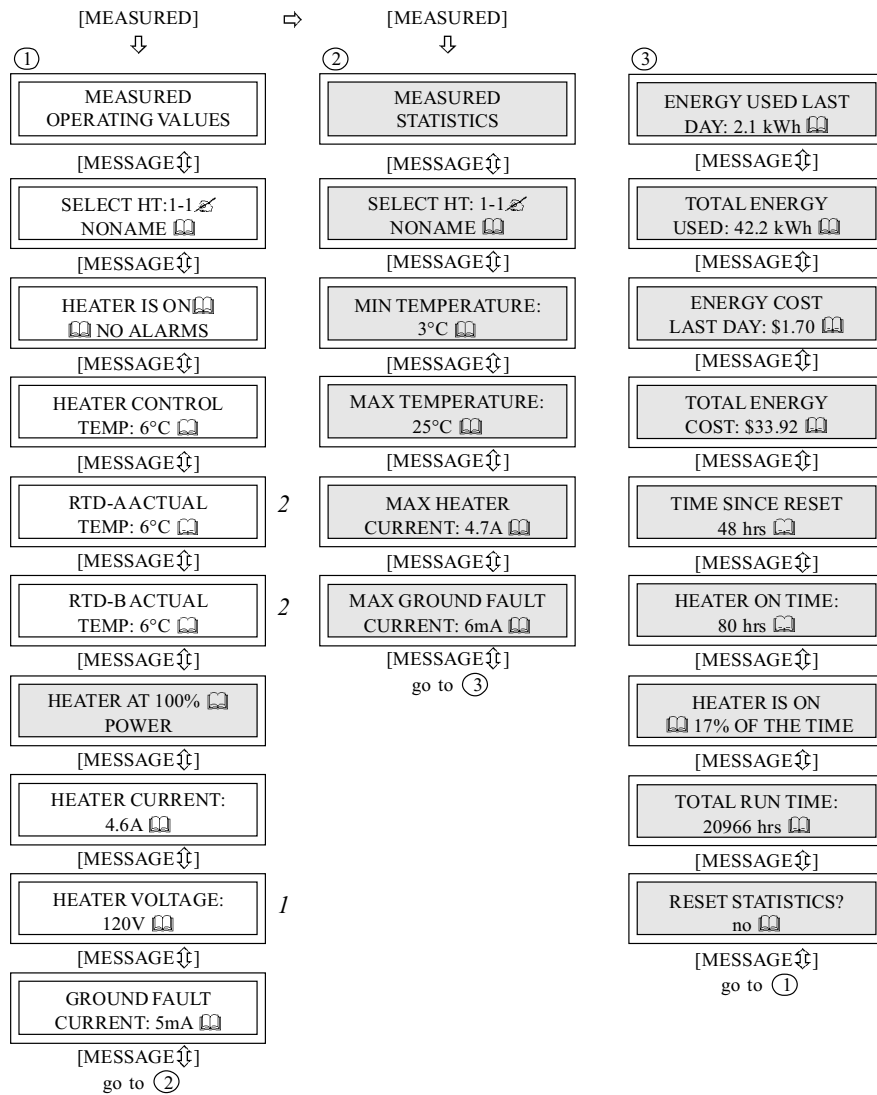 [MEASURED]
1
MEASURED
OPERATING VALUES
[MESSAGE⇕]
SELECT HT:1-1
NONAME
[MESSAGE⇕]
HEATER IS ON
NO ALARMS
[MESSAGE⇕]
HEATER CONTROL
TEMP: 6°C
[MESSAGE⇕]
RTD-A ACTUAL
TEMP: 6°C
2
[MESSAGE⇕]
RTD-B ACTUAL
TEMP: 6°C
2
[MESSAGE⇕]
HEATER AT 100%
POWER
[MESSAGE⇕]
HEATER CURRENT:
4.6A
[MESSAGE⇕]
HEATER VOLTAGE:
120V
1
[MESSAGE⇕]
GROUND FAULT
CURRENT: 5mA
[MESSAGE⇕]
go to 2
[MEASURED]
2
MEASURED
STATISTICS
[MESSAGE⇕]
SELECT HT: 1-1
NONAME
[MESSAGE⇕]
MIN TEMPERATURE:
3°C
[MESSAGE⇕]
MAX TEMPERATURE:
25°C
[MESSAGE⇕]
MAX HEATER
CURRENT: 4.7A
[MESSAGE⇕]
MAX GROUND FAULT
CURRENT: 6mA
[MESSAGE⇕]
go to 3
3
ENERGY USED LAST
DAY: 2.1 kWh
[MESSAGE⇕]
TOTAL ENERGY
USED: 42.2 kWh
[MESSAGE⇕]
ENERGY COST
LAST DAY: $1.70
[MESSAGE⇕]
TOTAL ENERGY
COST: $33.92
[MESSAGE⇕]
TIME SINCE RESET
48 hrs
[MESSAGE⇕]
HEATER ON TIME:
80 hrs
[MESSAGE⇕]
HEATER IS ON
17% OF THE TIME
[MESSAGE⇕]
TOTAL RUN TIME:
20966 hrs
[MESSAGE⇕]
RESET STATISTICS?
no
[MESSAGE⇕]
go to 1